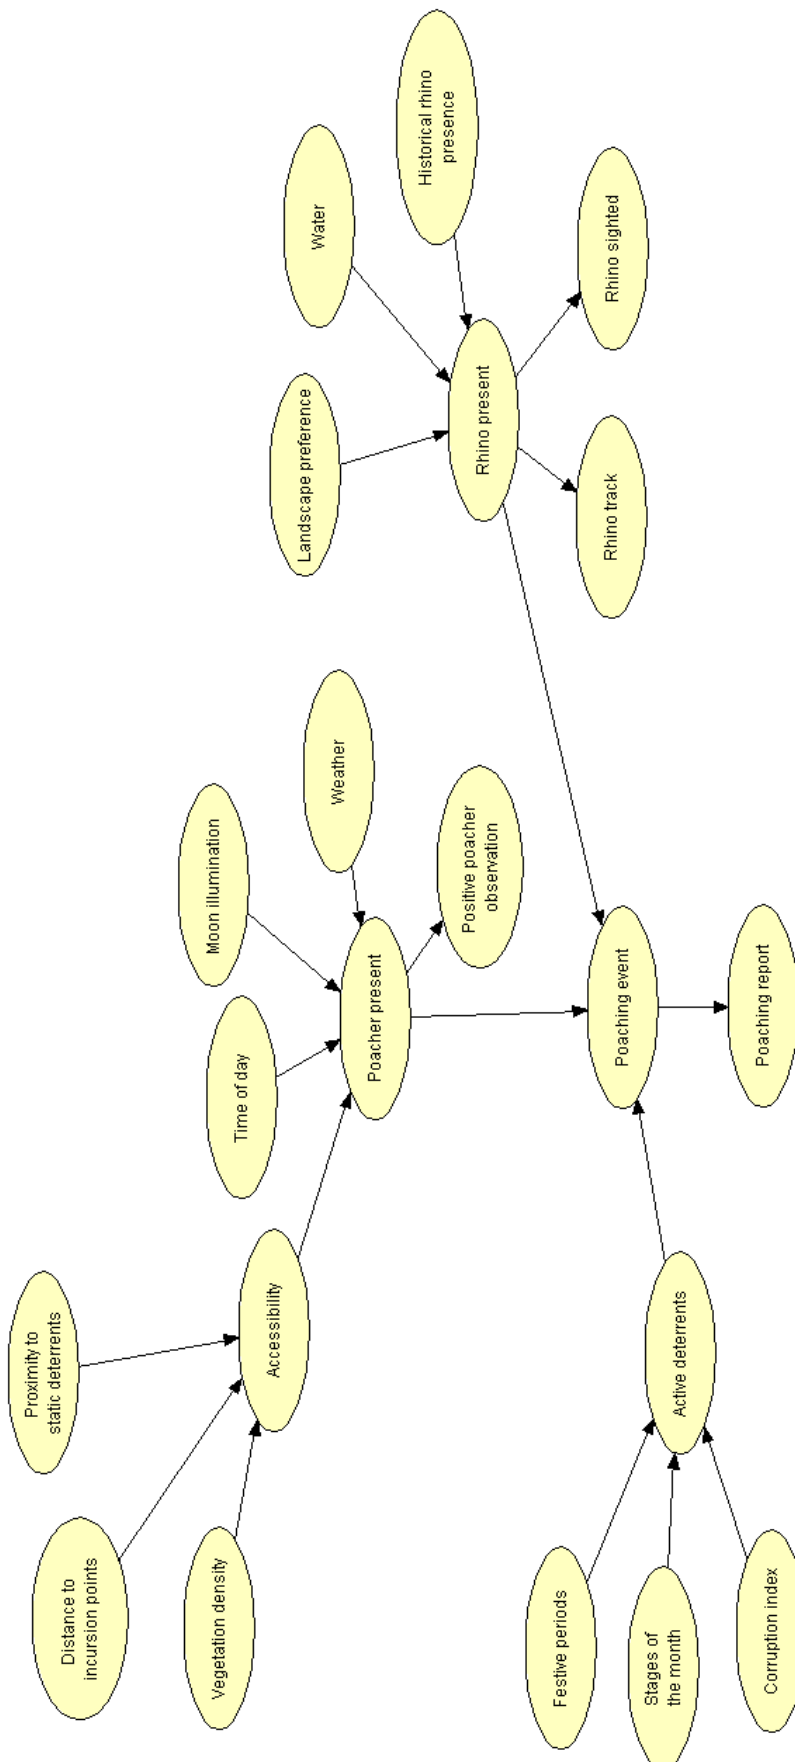 Proximity to
static deterrents
Distance to
incursion points
Vegetation density
Accessibility
Time of day
Moon illumination
Weather
Poacher present
Positive poacher
observation
Landscape preference
Water
Historical rhino
presence
Rhino present
Rhino track
Rhino sighted
Poaching event
Poaching report
Active deterrents
Festive periods
Stages of
the month
Corruption index